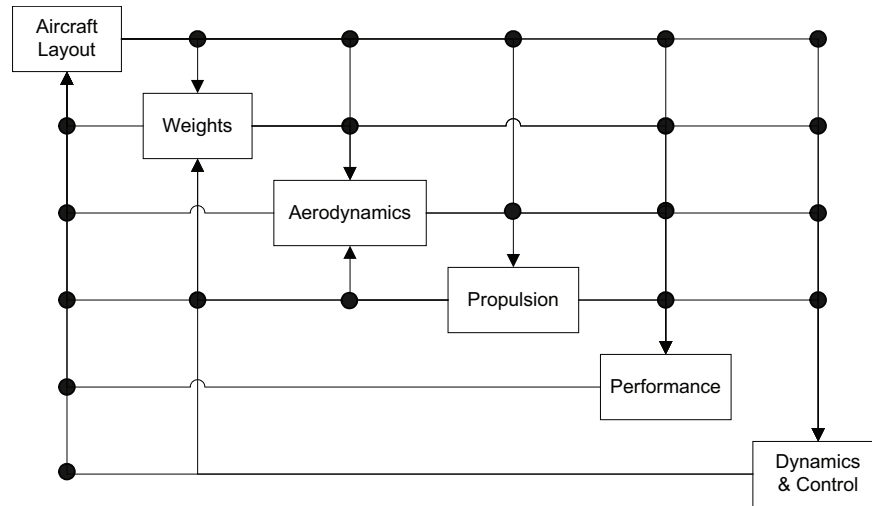 Aircraft
Layout
Weights
Aerodynamics
Propulsion
Performance
Dynamics
& Control